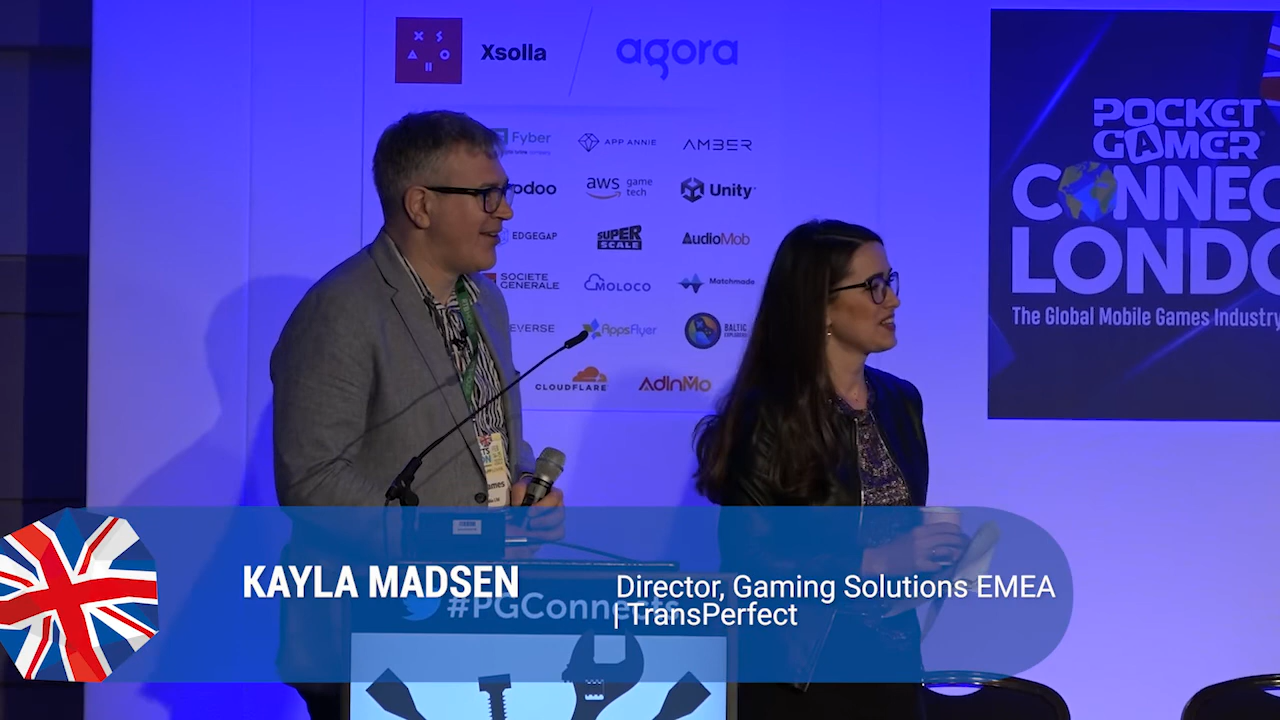 Xsolla
agora
Fyber
APP ANNIE
AMBER
odoo
aws game tech
Unity
EDGEGAP
SUPER SCALE
AudioMob
SOCIETE GENERALE
MOLOCO
Matchmade
EVERSE
AppsFlyer
BALTIC
CLOUDFLARE
AdInMo
POCKET
GAMER
CONNEC
LONDO
The Global Mobile Games Industry
KAYLA MADSEN
Director, Gaming Solutions EMEA
| TransPerfect
#PGConnects